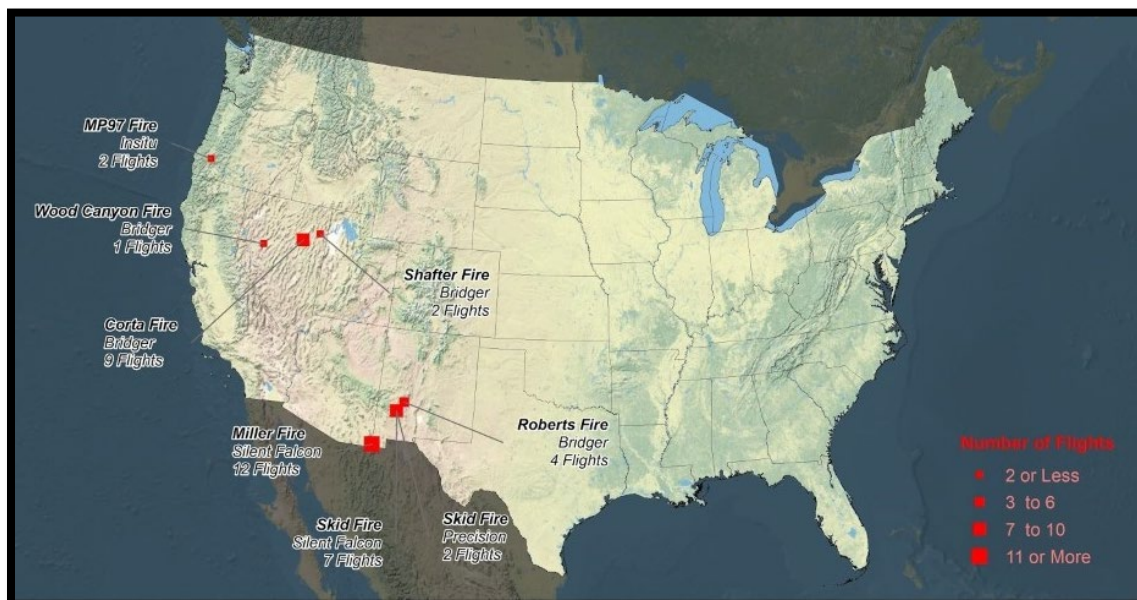 MP97 Fire
Insitu
2 Flights
Wood Canyon Fire
Bridger
1 Flights
Shafter Fire
Bridger
2 Flights
Corta Fire
Bridger
9 Flights
Roberts Fire
Bridger
4 Flights
Miller Fire
Silent Falcon
12 Flights
Skid Fire
Silent Falcon
7 Flights
Skid Fire
Precision
2 Flights
Number of Flights
2 or Less
3 to 6
7 to 10
11 or More